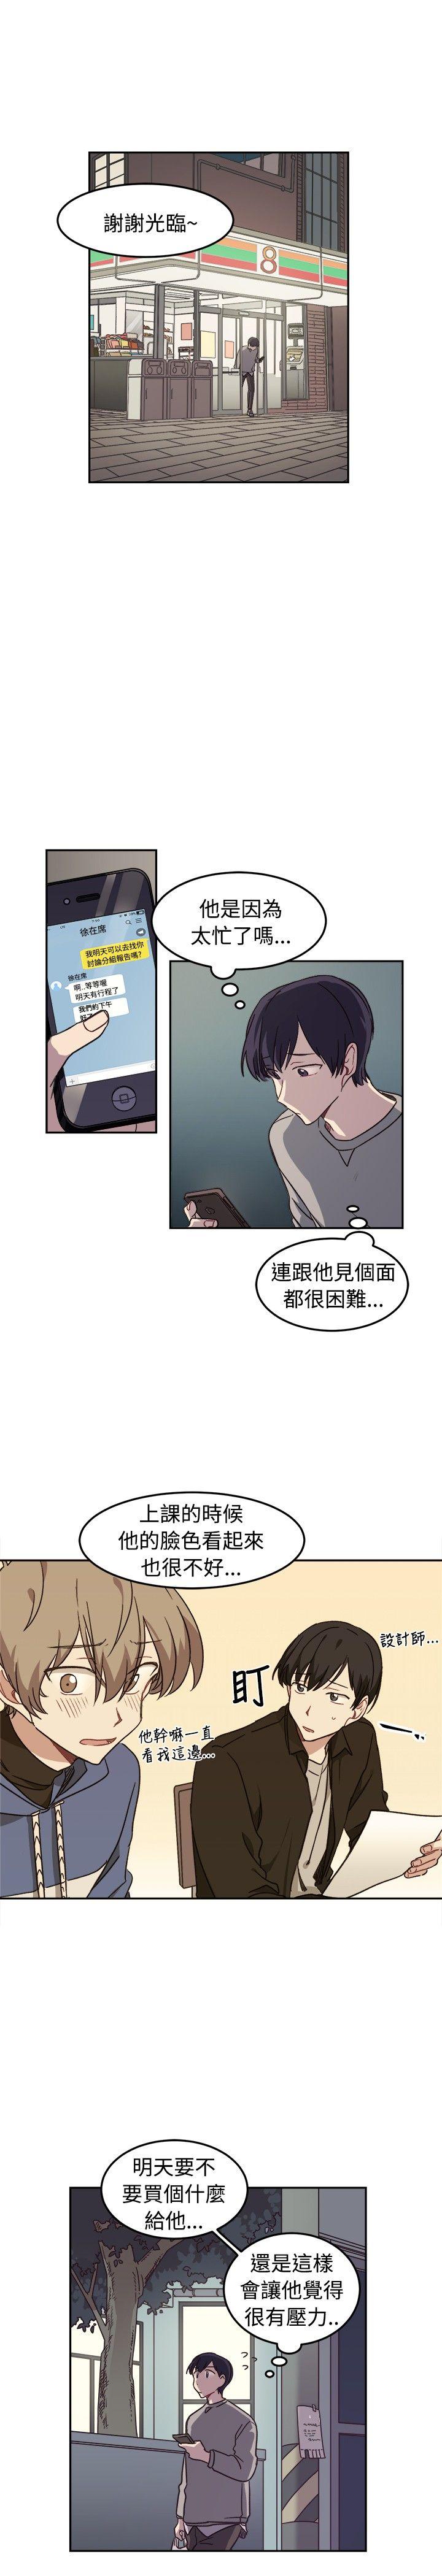 謝謝光臨~
8
徐在席
我明天可以去找你
討論分組報告嗎?
徐在席
啊..等等喔
明天有行程了
我們約下午
他是因為
太忙了嗎...
連跟他見個面
都很困難...
上課的時候
他的臉色看起來
也很不好...
設計師...
盯
他幹嘛一直
看我這邊...
明天要不
要買個什麼
給他...
還是這樣
會讓他覺得
很有壓力..